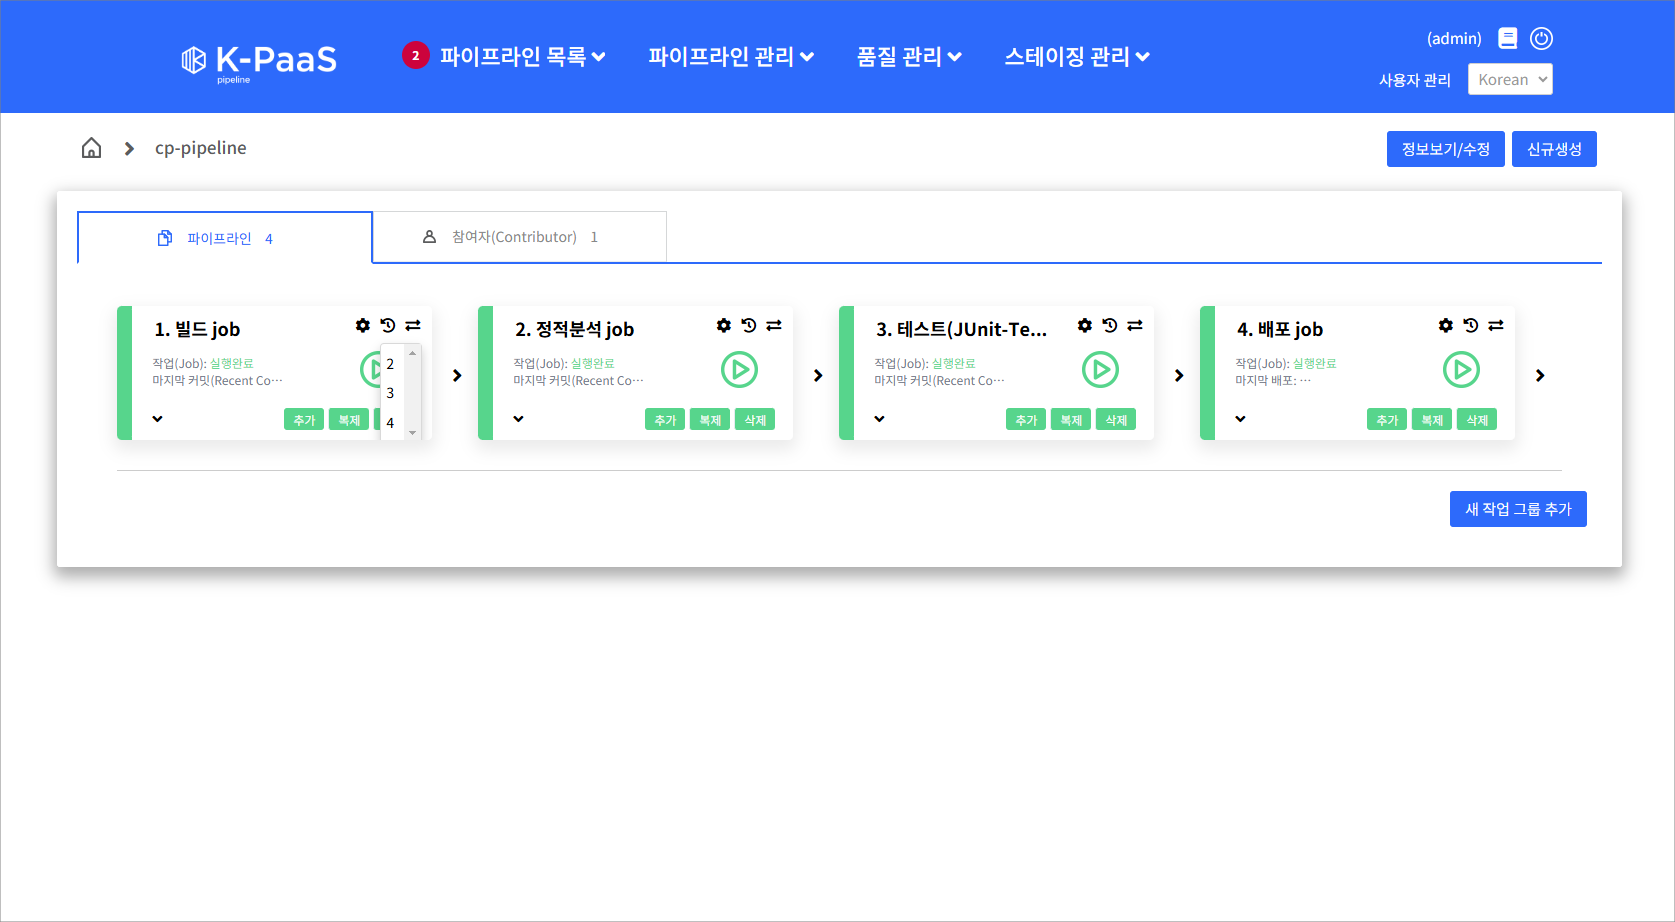 K-PaaS
pipeline
2 파이프라인 목록 파이프라인 관리 품질 관리 스테이징 관리
(admin)
사용자 관리 Korean
cp-pipeline
정보보기/수정 신규생성
파이프라인 4
참여자(Contributor) 1
1. 빌드 job
작업(Job): 실행완료
마지막 커밋(Recent Co…
추가 복제
2
3
4
2. 정적분석 job
작업(Job): 실행완료
마지막 커밋(Recent Co…
추가 복제 삭제
3. 테스트(JUnit-Te...
작업(Job): 실행완료
마지막 커밋(Recent Co…
추가 복제 삭제
4. 배포 job
작업(Job): 실행완료
마지막 배포: …
추가 복제 삭제
새 작업 그룹 추가